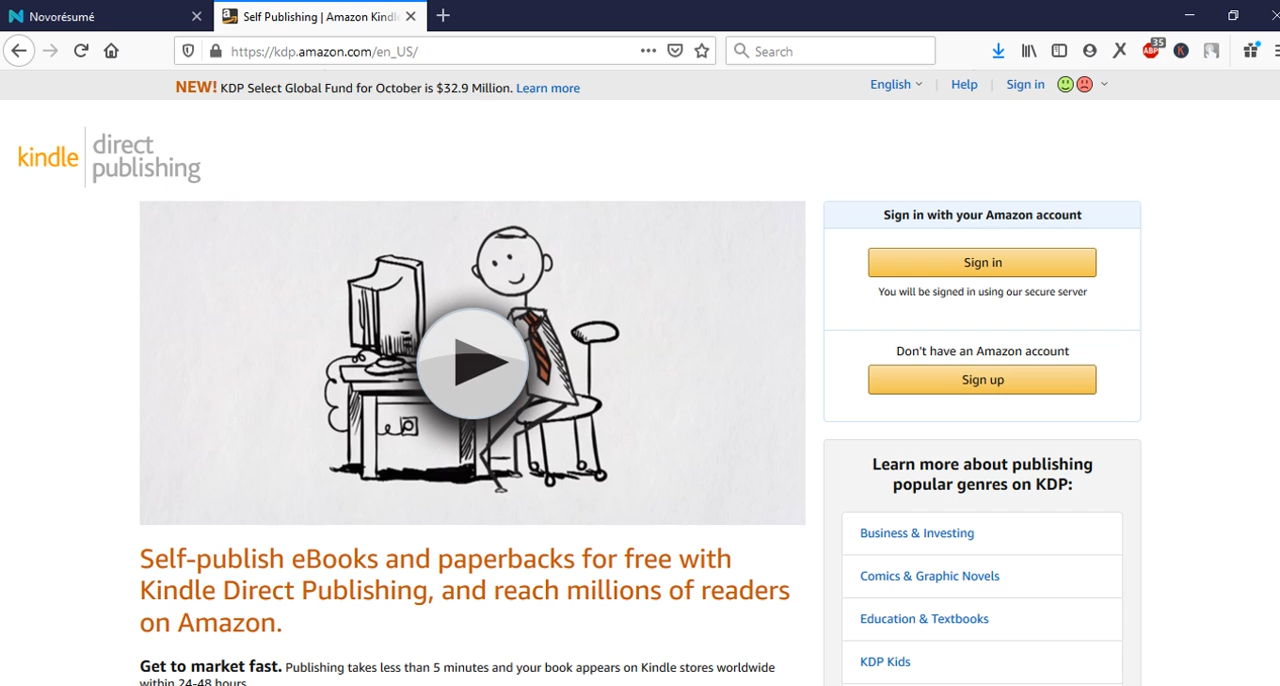 Novorésumé
Self Publishing | Amazon Kindle
https://kdp.amazon.com/en_US/
Search
35
ABP
K
NEW! KDP Select Global Fund for October is $32.9 Million. Learn more
English
Help
Sign in
kindle
direct
publishing
Sign in with your Amazon account
Sign in
You will be signed in using our secure server
Don't have an Amazon account
Sign up
Self-publish eBooks and paperbacks for free with
Kindle Direct Publishing, and reach millions of readers
on Amazon.
Get to market fast. Publishing takes less than 5 minutes and your book appears on Kindle stores worldwide
within 24-48 hours.
Learn more about publishing
popular genres on KDP:
Business & Investing
Comics & Graphic Novels
Education & Textbooks
KDP Kids